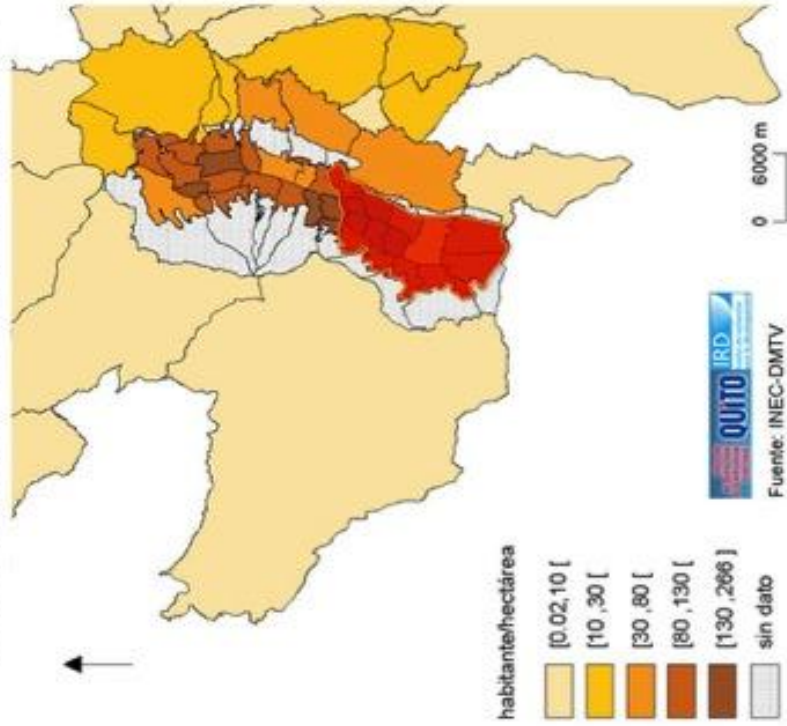 habitante/hectárea
[0.02,10 [
[10 ,30 [
[30 ,80 [
[80 ,130 [
[130 ,266 ]
sin dato
QUITO
IRD
Fuente: INEC-DMTV
0 6000 m